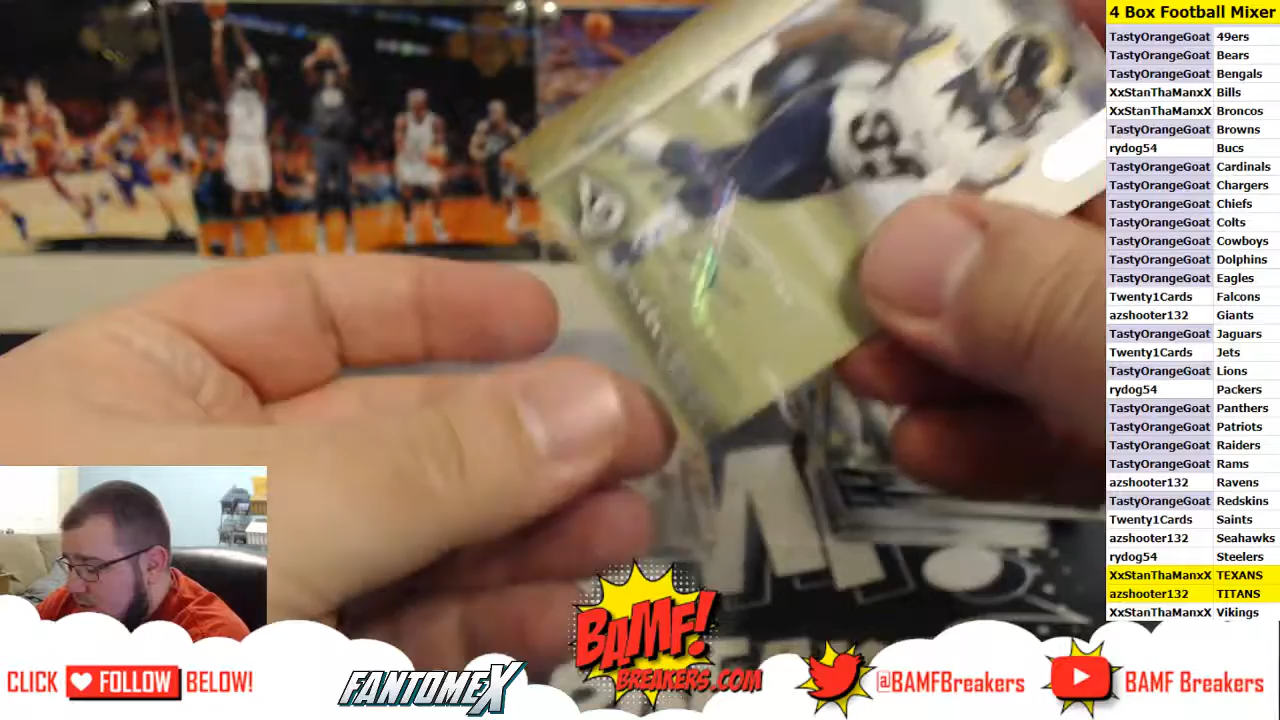 4 Box Football Mixer
TastyOrangeGoat 49ers
TastyOrangeGoat Bears
TastyOrangeGoat Bengals
XxStanThaManxX Bills
XxStanThaManxX Broncos
TastyOrangeGoat Browns
rydog54 Bucs
TastyOrangeGoat Cardinals
TastyOrangeGoat Chargers
TastyOrangeGoat Chiefs
TastyOrangeGoat Colts
TastyOrangeGoat Cowboys
TastyOrangeGoat Dolphins
TastyOrangeGoat Eagles
Twenty1Cards Falcons
azshooter132 Giants
TastyOrangeGoat Jaguars
Twenty1Cards Jets
TastyOrangeGoat Lions
rydog54 Packers
TastyOrangeGoat Panthers
TastyOrangeGoat Patriots
TastyOrangeGoat Raiders
TastyOrangeGoat Rams
azshooter132 Ravens
TastyOrangeGoat Redskins
Twenty1Cards Saints
azshooter132 Seahawks
rydog54 Steelers
XxStanThaManxX TEXANS
azshooter132 TITANS
XxStanThaManxX Vikings
CLICK FOLLOW BELOW!
FANTOMEX
BAMF!
BREAKERS.COM
@BAMFBreakers
BAMF Breakers